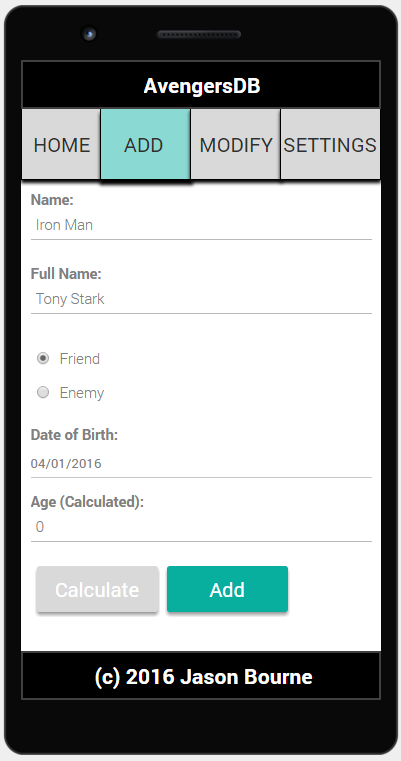 AvengersDB
HOME ADD MODIFY SETTINGS
Name:
Iron Man
Full Name:
Tony Stark
Friend
Enemy
Date of Birth:
04/01/2016
Age (Calculated):
0
Calculate Add
(c) 2016 Jason Bourne